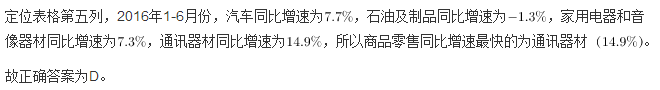 定位表格第五列，2016年1-6月份，汽车同比增速为7.7%，石油及制品同比增速为−1.3%，家用电器和音
像器材同比增速为7.3%，通讯器材同比增速为14.9%，所以商品零售同比增速最快的为通讯器材（14.9%）。
故正确答案为D。